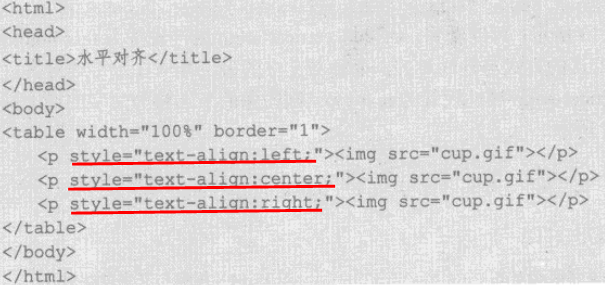 <html>
<head>
<title>水平对齐</title>
</head>
<body>
<table width="100%" border="1">
<p style="text-align:left;"><img src="cup.gif"></p>
<p style="text-align:center;"><img src="cup.gif"></p>
<p style="text-align:right;"><img src="cup.gif"></p>
</table>
</body>
</html>